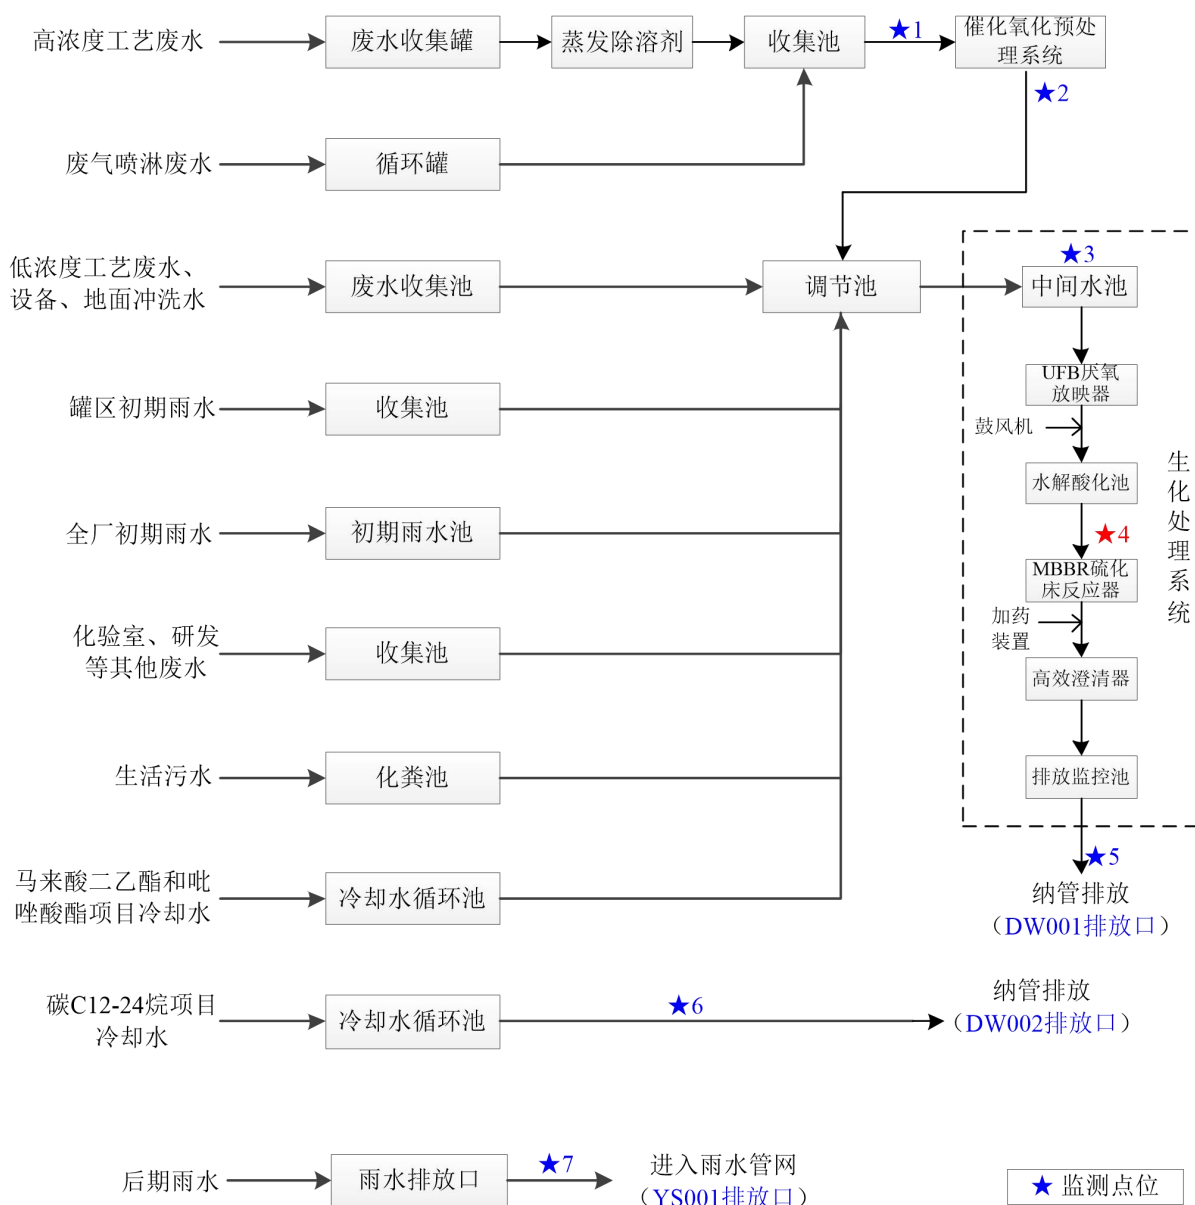 高浓度工艺废水
废水收集罐
蒸发除溶剂
收集池
★1
催化氧化预处
理系统
★2
废气喷淋废水
循环罐
低浓度工艺废水、
设备、地面冲洗水
废水收集池
调节池
★3
中间水池
UFB厌氧
放映器
鼓风机
水解酸化池
★4
MBBR硫化
床反应器
加药
装置
高效澄清器
排放监控池
生
化
处
理
系
统
★5
纳管排放
（DW001排放口）
罐区初期雨水
收集池
全厂初期雨水
初期雨水池
化验室、研发
等其他废水
收集池
生活污水
化粪池
马来酸二乙酯和吡
唑酸酯项目冷却水
冷却水循环池
碳C12-24烷项目
冷却水
冷却水循环池
★6
纳管排放
（DW002排放口）
后期雨水
雨水排放口
★7
进入雨水管网
（YS001排放口）
★ 监测点位